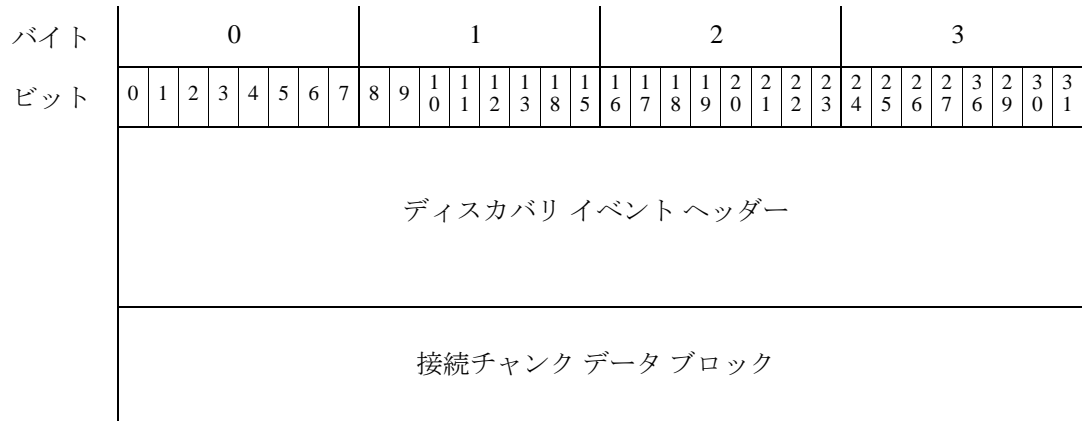 バイト 0 1 2 3
ビット 0 1 2 3 4 5 6 7 8 9 10 11 12 13 18 15 16 17 18 19 20 21 22 23 24 25 26 27 36 29 30 31
ディスカバリ イベント ヘッダー
接続チャンク データ ブロック